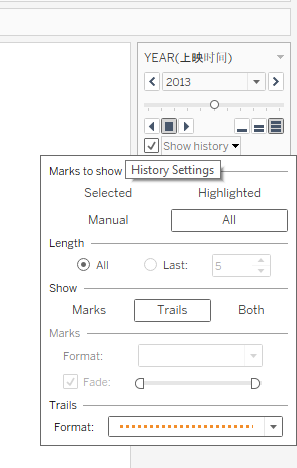 YEAR(上映时间)
2013
Show history
Marks to show
History Settings
Selected Highlighted
Manual All
Length
All Last: 5
Show
Marks Trails Both
Marks
Format:
Fade:
Trails
Format: